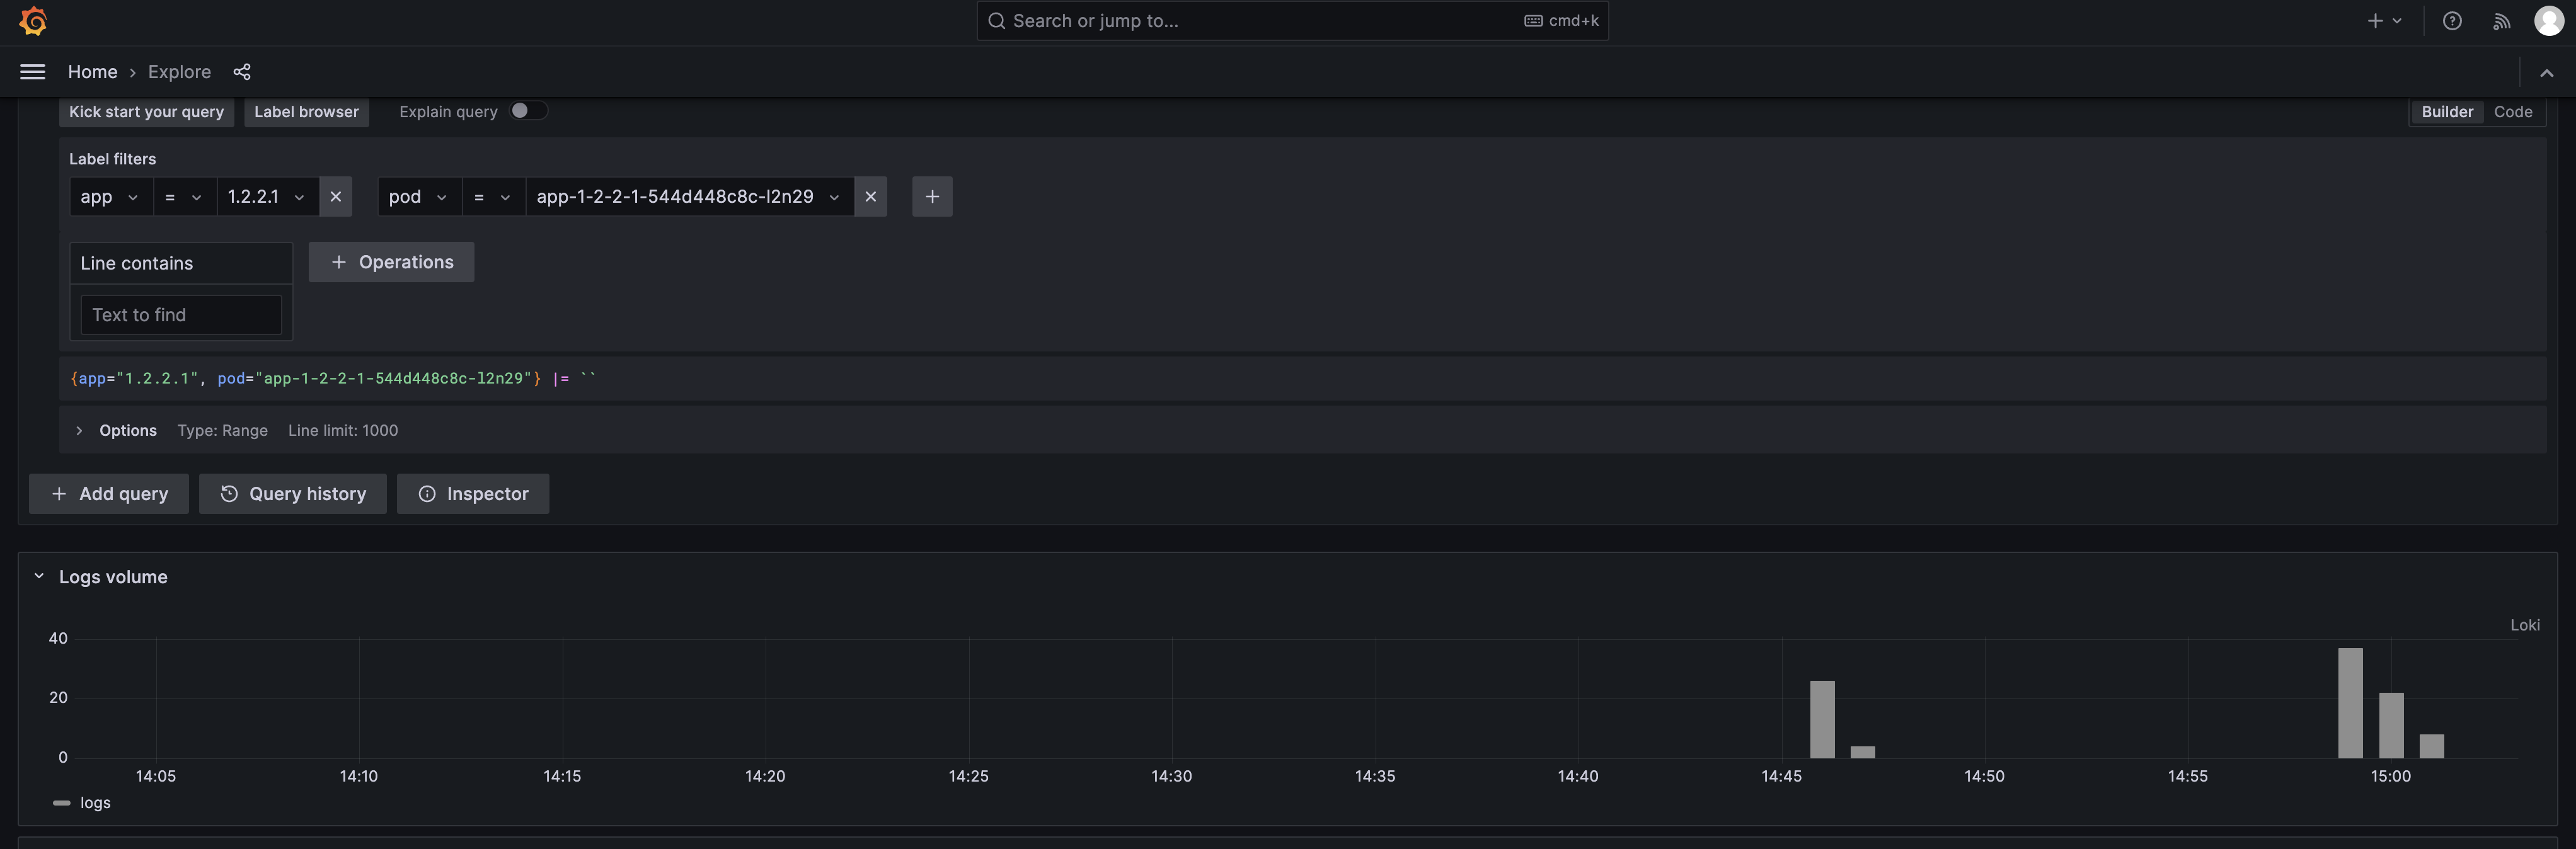 Search or jump to... cmd+k
Home › Explore
Kick start your query Label browser Explain query Builder Code
Label filters
app = 1.2.2.1 pod = app-1-2-2-1-544d448c8c-l2n29
Line contains + Operations
Text to find
{app="1.2.2.1", pod="app-1-2-2-1-544d448c8c-l2n29"} |= ``
Options Type: Range Line limit: 1000
+ Add query Query history Inspector
Logs volume
Loki
40
20
0
14:05 14:10 14:15 14:20 14:25 14:30 14:35 14:40 14:45 14:50 14:55 15:00
logs